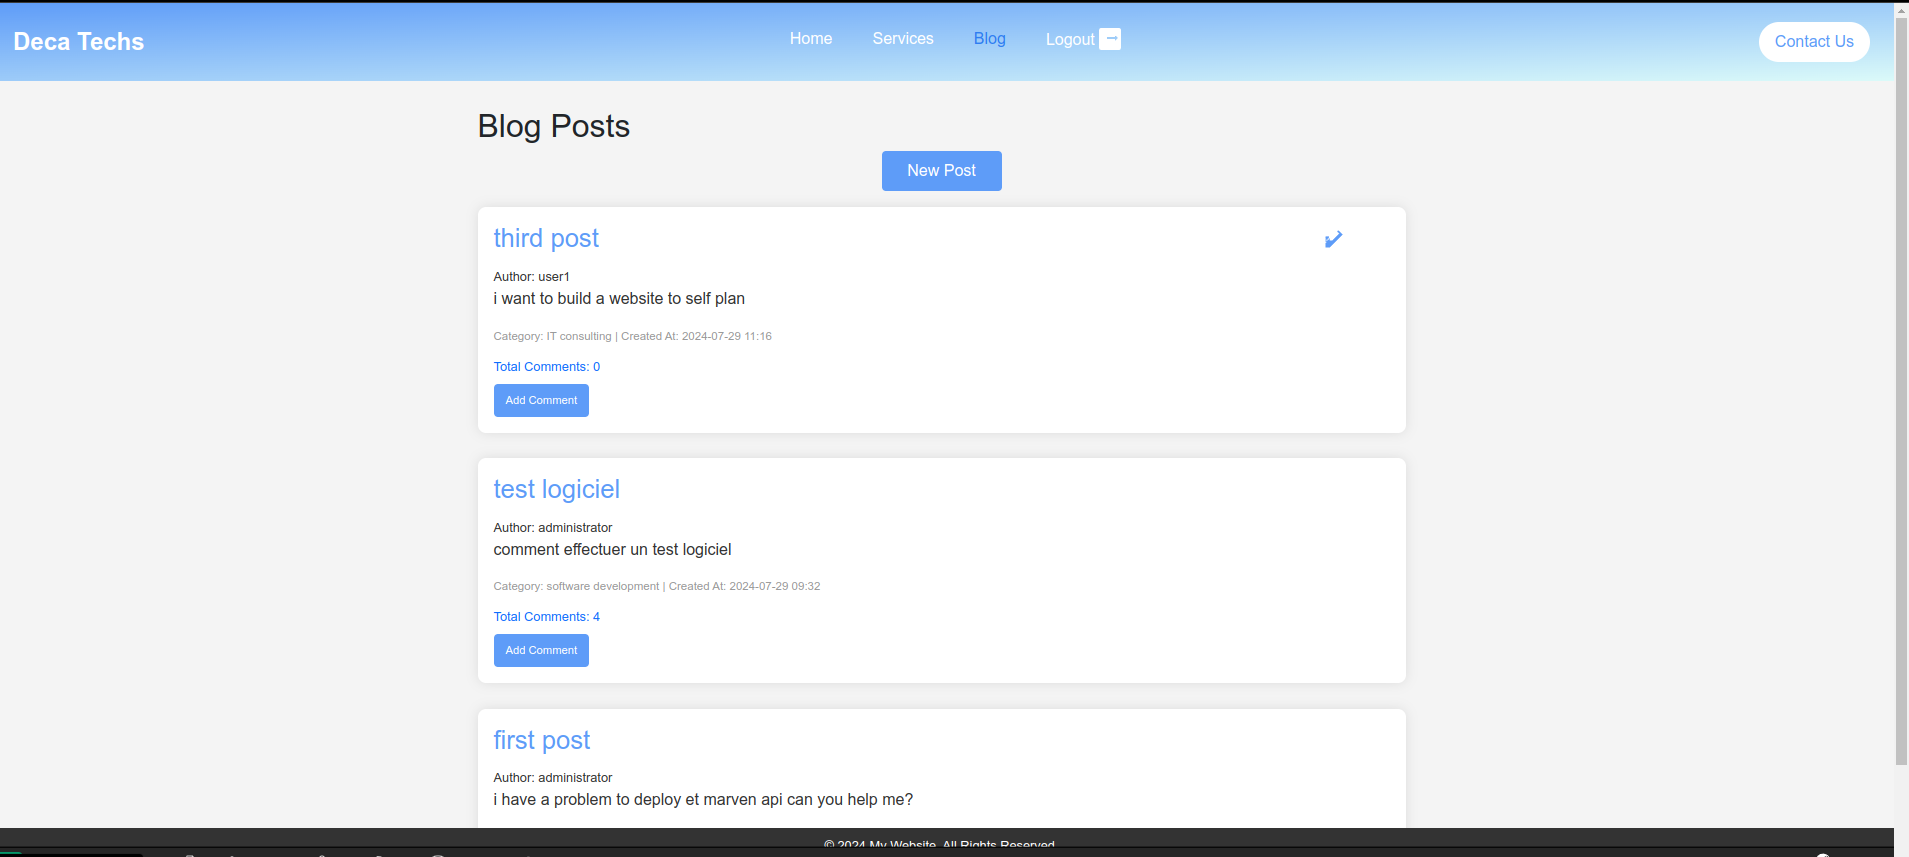 Deca Techs
Home Services Blog Logout
Contact Us
Blog Posts
New Post
third post
Author: user1
i want to build a website to self plan
Category: IT consulting | Created At: 2024-07-29 11:16
Total Comments: 0
Add Comment
test logiciel
Author: administrator
comment effectuer un test logiciel
Category: software development | Created At: 2024-07-29 09:32
Total Comments: 4
Add Comment
first post
Author: administrator
i have a problem to deploy et marven api can you help me?
© 2024 My Website. All Rights Reserved